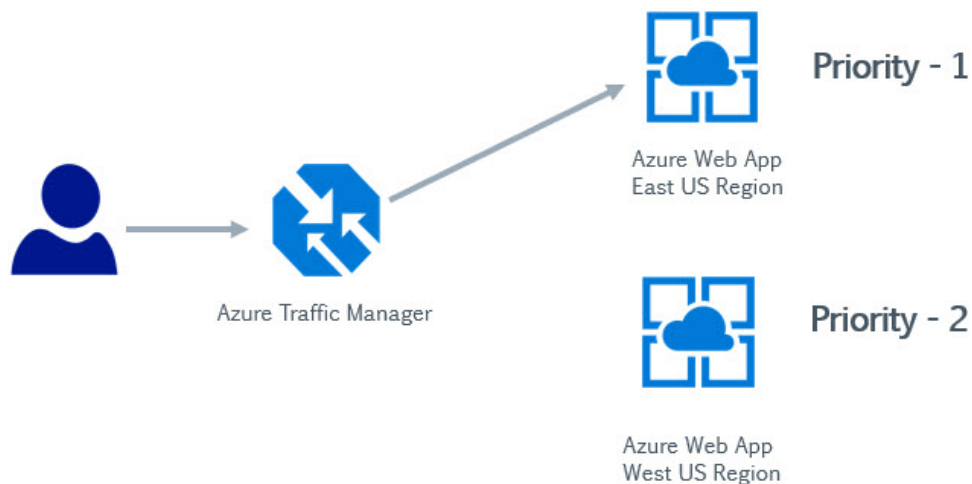 Priority - 1
Azure Web App
East US Region
Azure Traffic Manager
Priority - 2
Azure Web App
West US Region